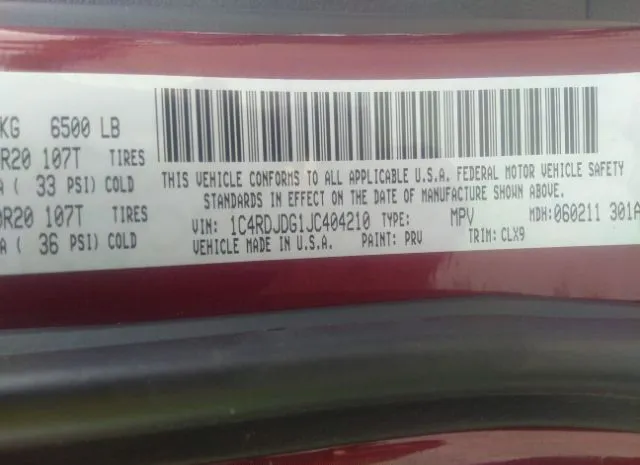 KG 6500 LB
R20 107T TIRES
A ( 33 PSI) COLD
0R20 107T TIRES
A ( 36 PSI) COLD
THIS VEHICLE CONFORMS TO ALL APPLICABLE U.S.A. FEDERAL MOTOR VEHICLE SAFETY
STANDARDS IN EFFECT ON THE DATE OF MANUFACTURE SHOWN ABOVE.
VIN: 1C4RDJDG1JC404210 TYPE: MPV MDH:060211 301A
VEHICLE MADE IN U.S.A. PAINT: PRV TRIM: CLX9